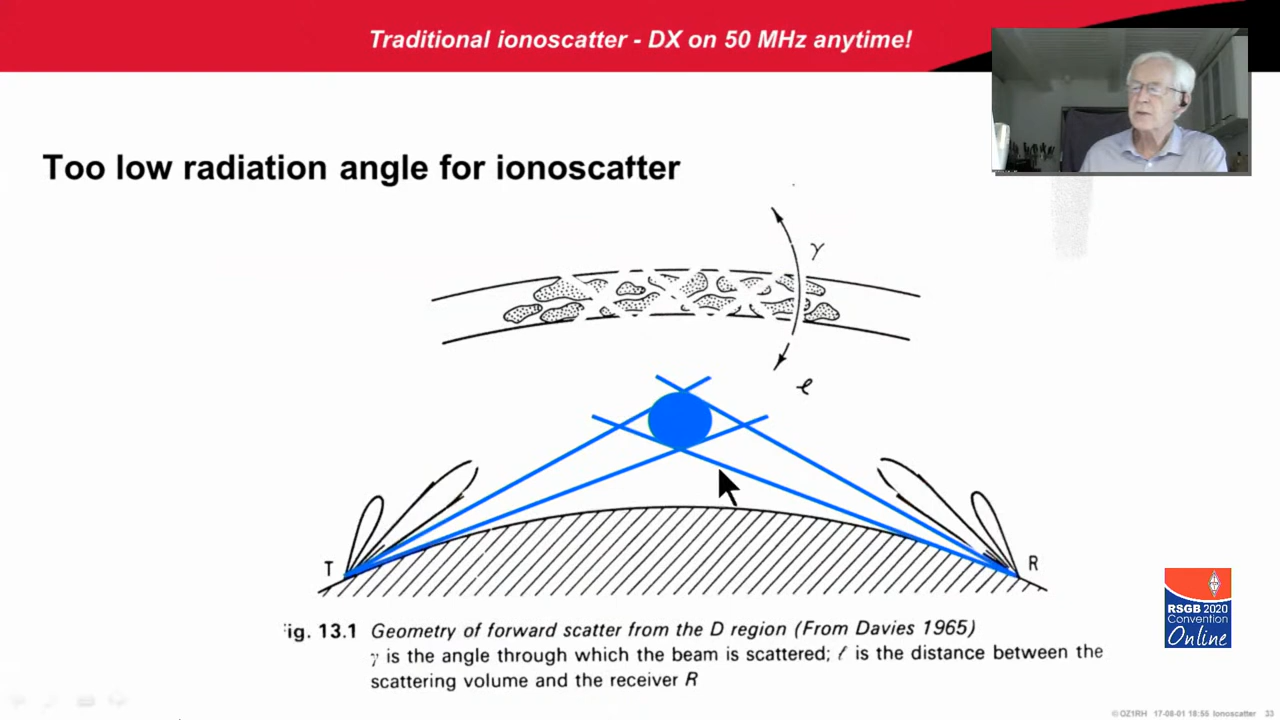 Traditional ionoscatter - DX on 50 MHz anytime!
Too low radiation angle for ionoscatter
γ
ℓ
T
R
ig. 13.1 Geometry of forward scatter from the D region (From Davies 1965)
γ is the angle through which the beam is scattered; ℓ is the distance between the
scattering volume and the receiver R
RSGB 2020
Convention
Online
© OZ1RH 17-08-01 18:55 Ionoscatter 33